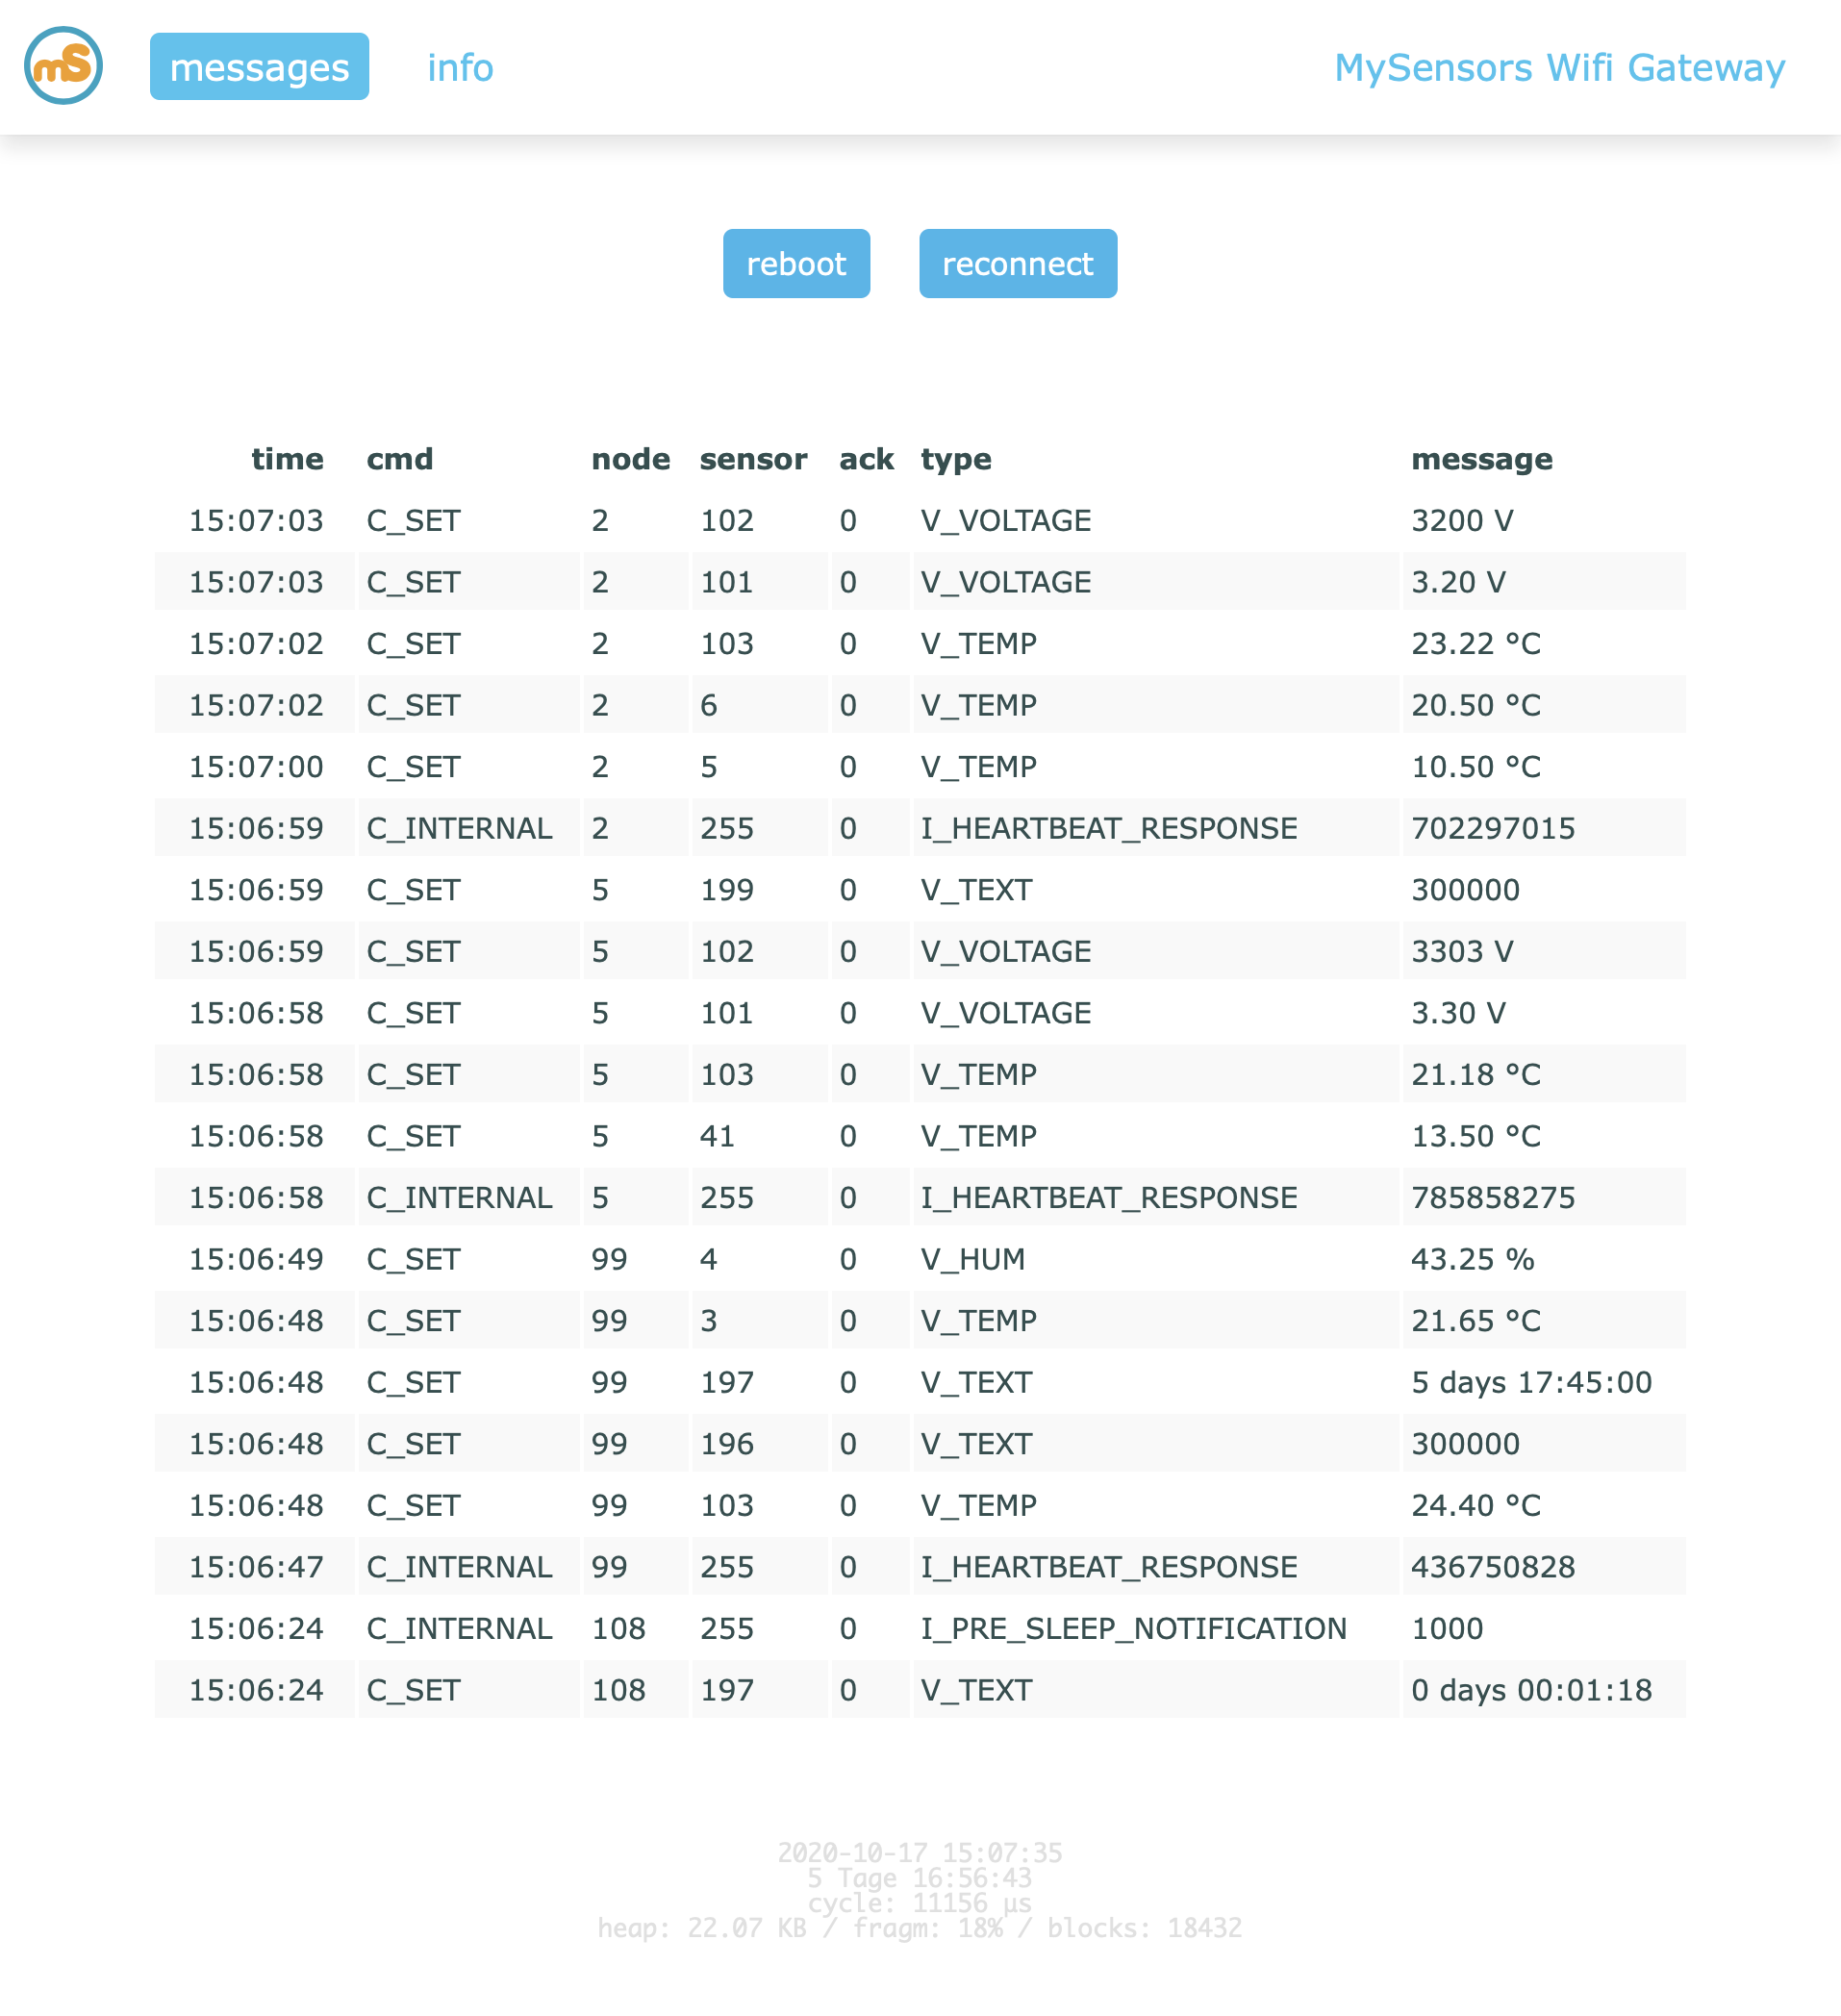 mS messages info MySensors Wifi Gateway
reboot reconnect
time cmd node sensor ack type message
15:07:03 C_SET 2 102 0 V_VOLTAGE 3200 V
15:07:03 C_SET 2 101 0 V_VOLTAGE 3.20 V
15:07:02 C_SET 2 103 0 V_TEMP 23.22 °C
15:07:02 C_SET 2 6 0 V_TEMP 20.50 °C
15:07:00 C_SET 2 5 0 V_TEMP 10.50 °C
15:06:59 C_INTERNAL 2 255 0 I_HEARTBEAT_RESPONSE 702297015
15:06:59 C_SET 5 199 0 V_TEXT 300000
15:06:59 C_SET 5 102 0 V_VOLTAGE 3303 V
15:06:58 C_SET 5 101 0 V_VOLTAGE 3.30 V
15:06:58 C_SET 5 103 0 V_TEMP 21.18 °C
15:06:58 C_SET 5 41 0 V_TEMP 13.50 °C
15:06:58 C_INTERNAL 5 255 0 I_HEARTBEAT_RESPONSE 785858275
15:06:49 C_SET 99 4 0 V_HUM 43.25 %
15:06:48 C_SET 99 3 0 V_TEMP 21.65 °C
15:06:48 C_SET 99 197 0 V_TEXT 5 days 17:45:00
15:06:48 C_SET 99 196 0 V_TEXT 300000
15:06:48 C_SET 99 103 0 V_TEMP 24.40 °C
15:06:47 C_INTERNAL 99 255 0 I_HEARTBEAT_RESPONSE 436750828
15:06:24 C_INTERNAL 108 255 0 I_PRE_SLEEP_NOTIFICATION 1000
15:06:24 C_SET 108 197 0 V_TEXT 0 days 00:01:18
2020-10-17 15:07:35
5 Tage 16:56:43
cycle: 11156 µs
heap: 22.07 KB / fragm: 18% / blocks: 18432